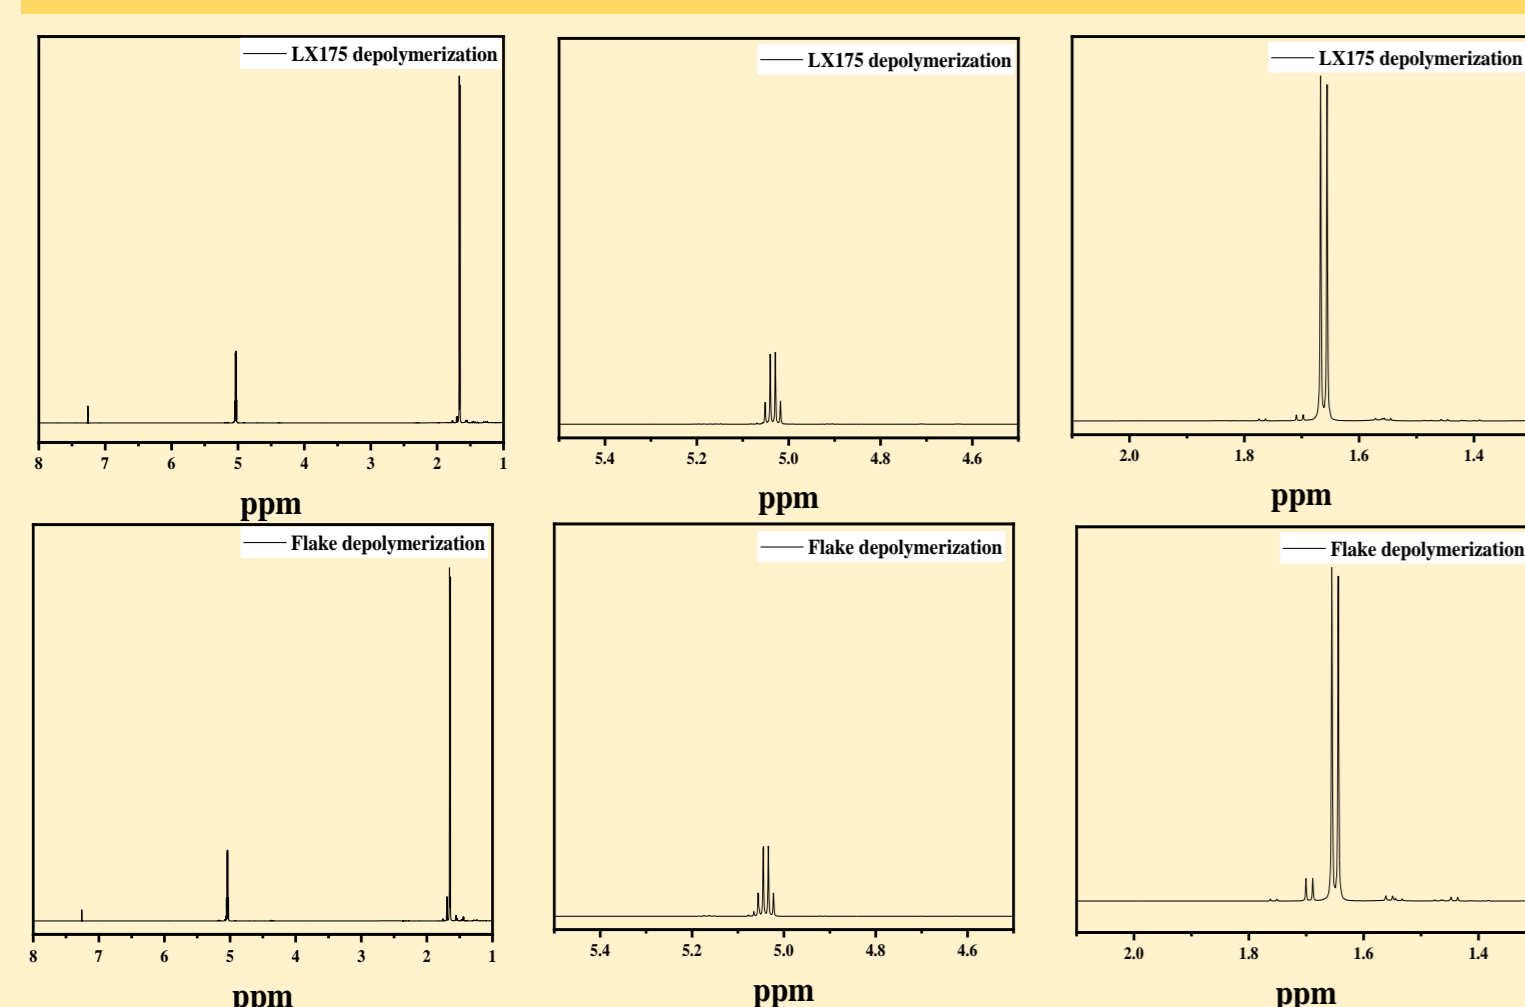 LX175 depolymerization
8 7 6 5 4 3 2 1
ppm
LX175 depolymerization
5.4 5.2 5.0 4.8 4.6
ppm
LX175 depolymerization
2.0 1.8 1.6 1.4
ppm
Flake depolymerization
8 7 6 5 4 3 2 1
ppm
Flake depolymerization
5.4 5.2 5.0 4.8 4.6
ppm
Flake depolymerization
2.0 1.8 1.6 1.4
ppm